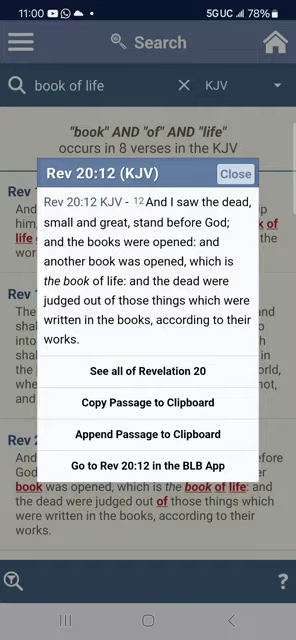 11:00
5G UC 78%
Search
book of life
KJV
"book" AND "of" AND "life"
occurs in 8 verses in the KJV
Rev 20:12 (KJV)
Close
Rev 20:12 KJV - 12 And I saw the dead,
small and great, stand before God;
and the books were opened: and
another book was opened, which is
the book of life: and the dead were
judged out of those things which were
written in the books, according to their
works.
See all of Revelation 20
Copy Passage to Clipboard
Append Passage to Clipboard
Go to Rev 20:12 in the BLB App
book was opened, which is the book of life: and
the dead were judged out of those things which
were written in the books, according to their
works.
?